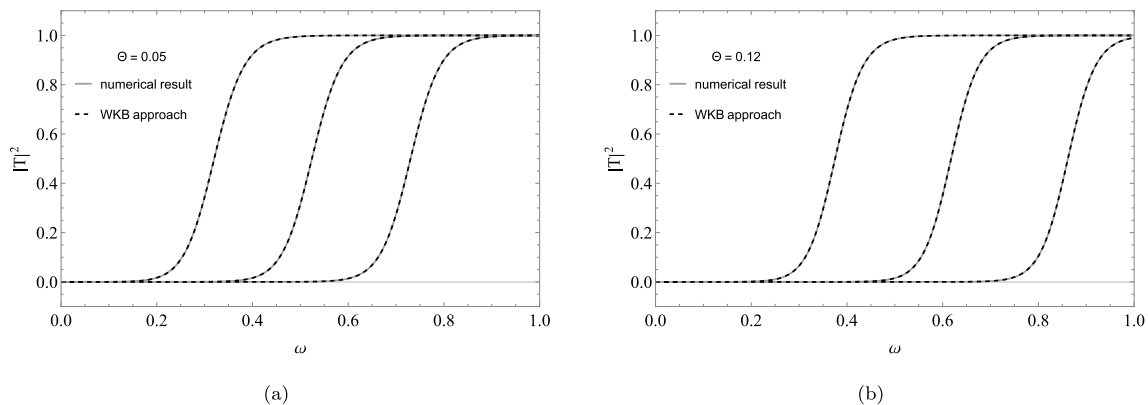 1.0
0.8
0.6
0.4
0.2
0.0
|T|²
Θ = 0.05
numerical result
WKB approach
0.0 0.2 0.4 0.6 0.8 1.0
ω
(a)
1.0
0.8
0.6
0.4
0.2
0.0
|T|²
Θ = 0.12
numerical result
WKB approach
0.0 0.2 0.4 0.6 0.8 1.0
ω
(b)